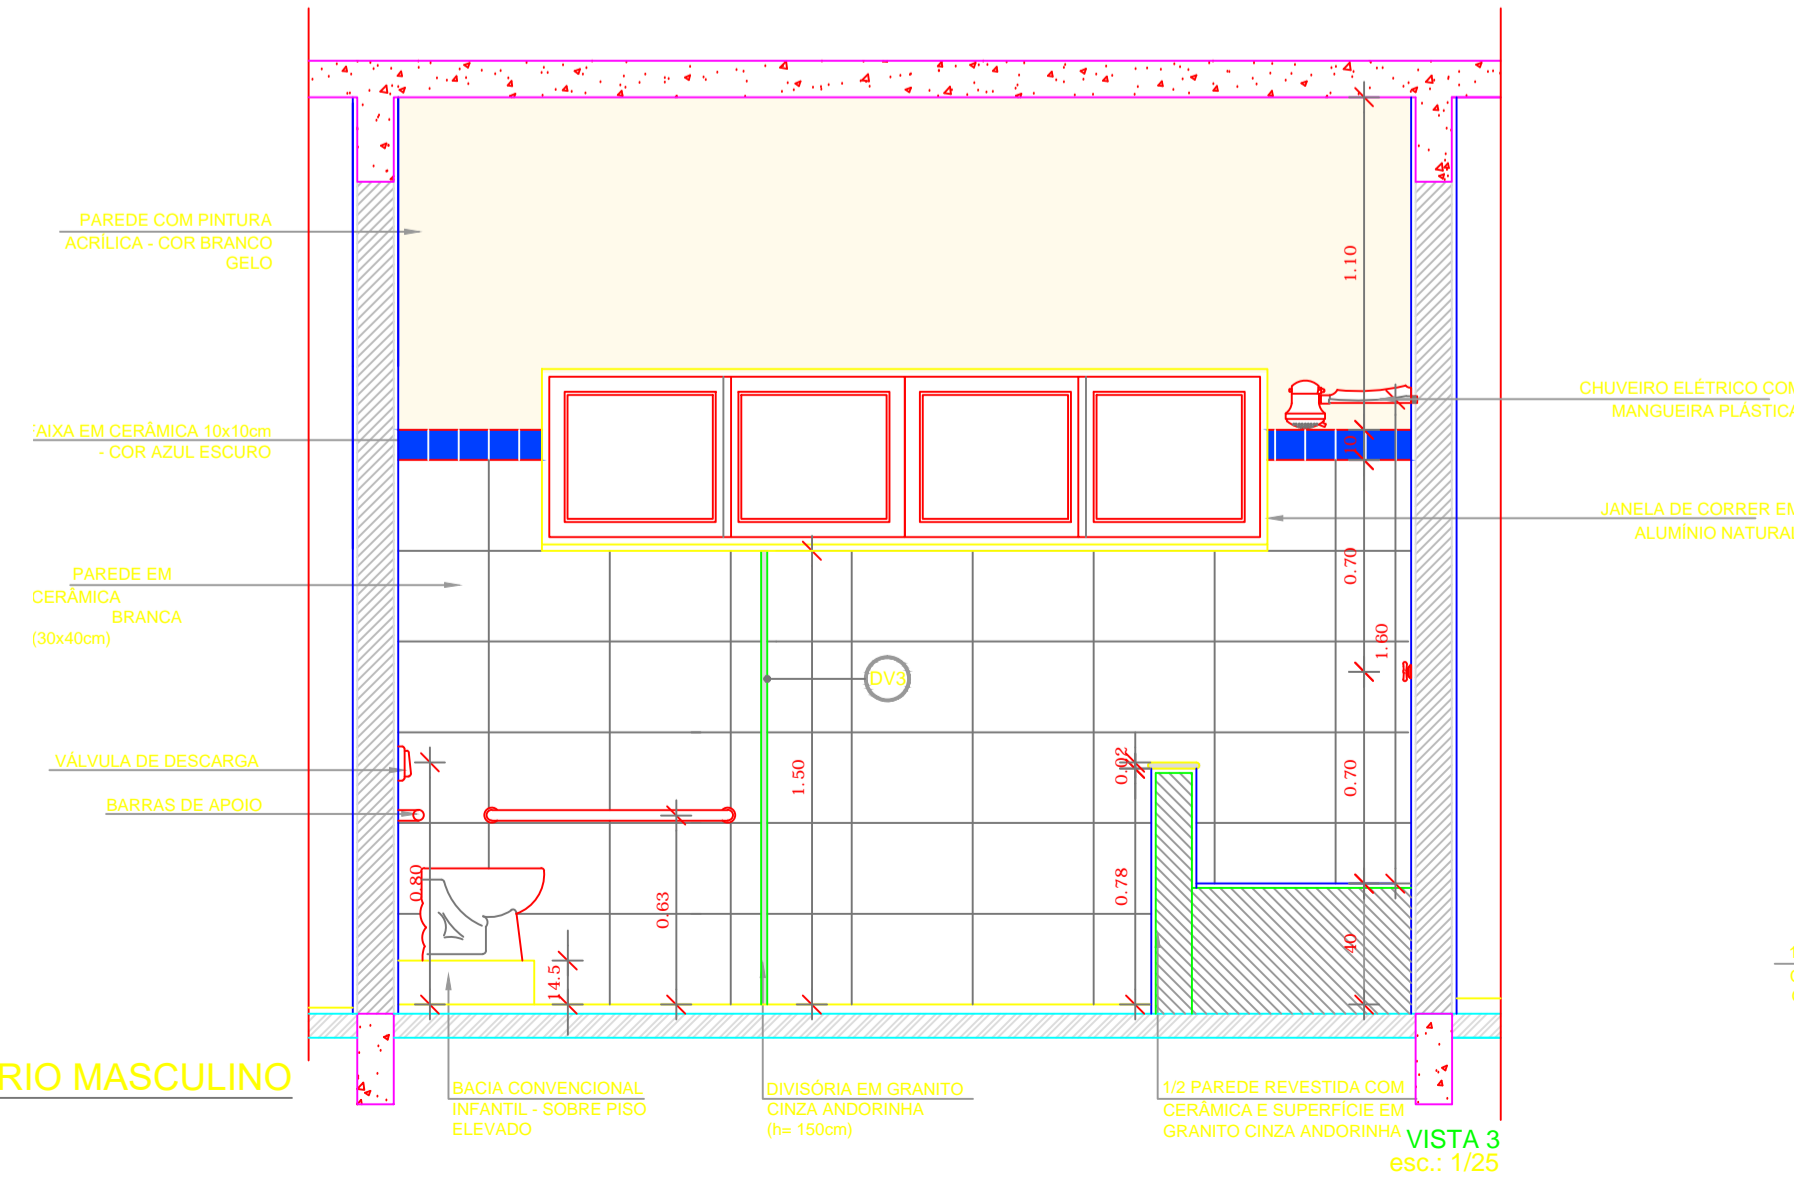 PAREDE COM PINTURA
ACRÍLICA - COR BRANCO
GELO
AIXA EM CERÂMICA 10x10cm
- COR AZUL ESCURO
PAREDE EM
CERÂMICA
BRANCA
(30x40cm)
VÁLVULA DE DESCARGA
BARRAS DE APOIO
1.10
10
0.70
1.60
0.70
40
CHUVEIRO ELÉTRICO COM
MANGUEIRA PLÁSTICA
JANELA DE CORRER EM
ALUMÍNIO NATURAL
DV3
1.50
0.02
0.78
0.80
0.63
14.5
RIO MASCULINO
BACIA CONVENCIONAL
INFANTIL - SOBRE PISO
ELEVADO
DIVISÓRIA EM GRANITO
CINZA ANDORINHA
(h= 150cm)
1/2 PAREDE REVESTIDA COM
CERÂMICA E SUPERFÍCIE EM
GRANITO CINZA ANDORINHA
VISTA 3
esc.: 1/25